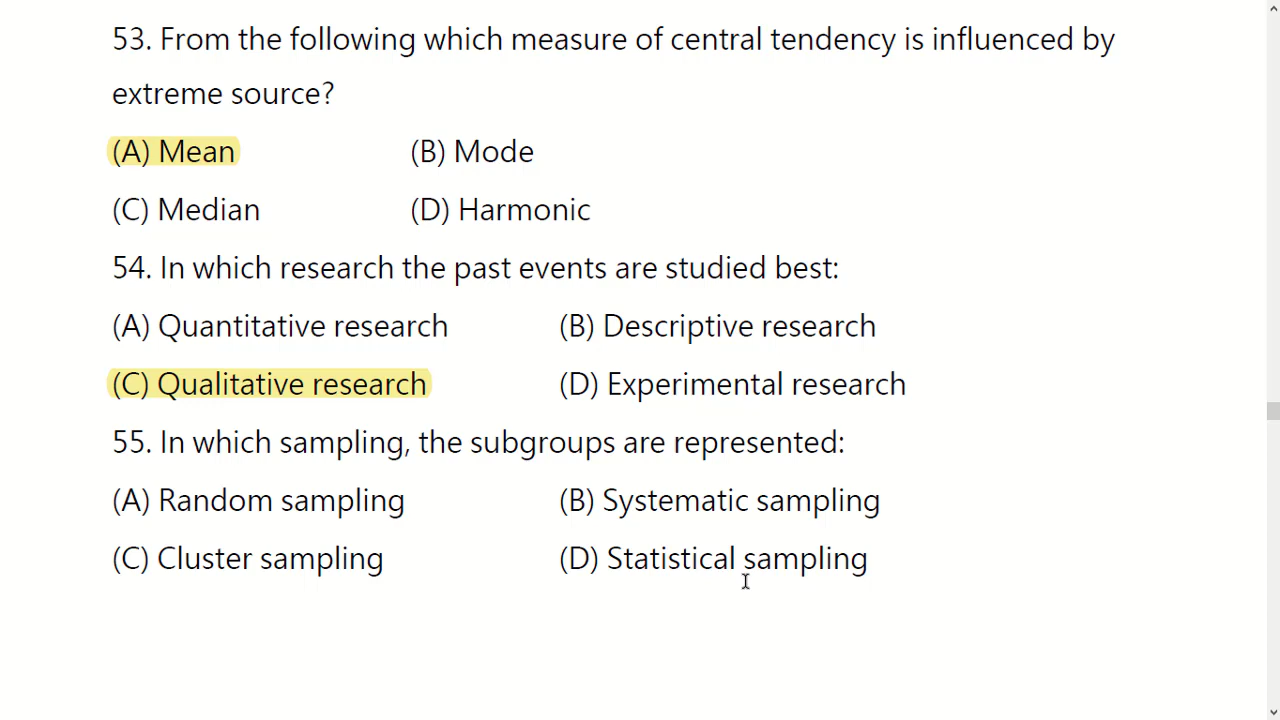 53. From the following which measure of central tendency is influenced by
extreme source?
(A) Mean (B) Mode
(C) Median (D) Harmonic
54. In which research the past events are studied best:
(A) Quantitative research (B) Descriptive research
(C) Qualitative research (D) Experimental research
55. In which sampling, the subgroups are represented:
(A) Random sampling (B) Systematic sampling
(C) Cluster sampling (D) Statistical sampling